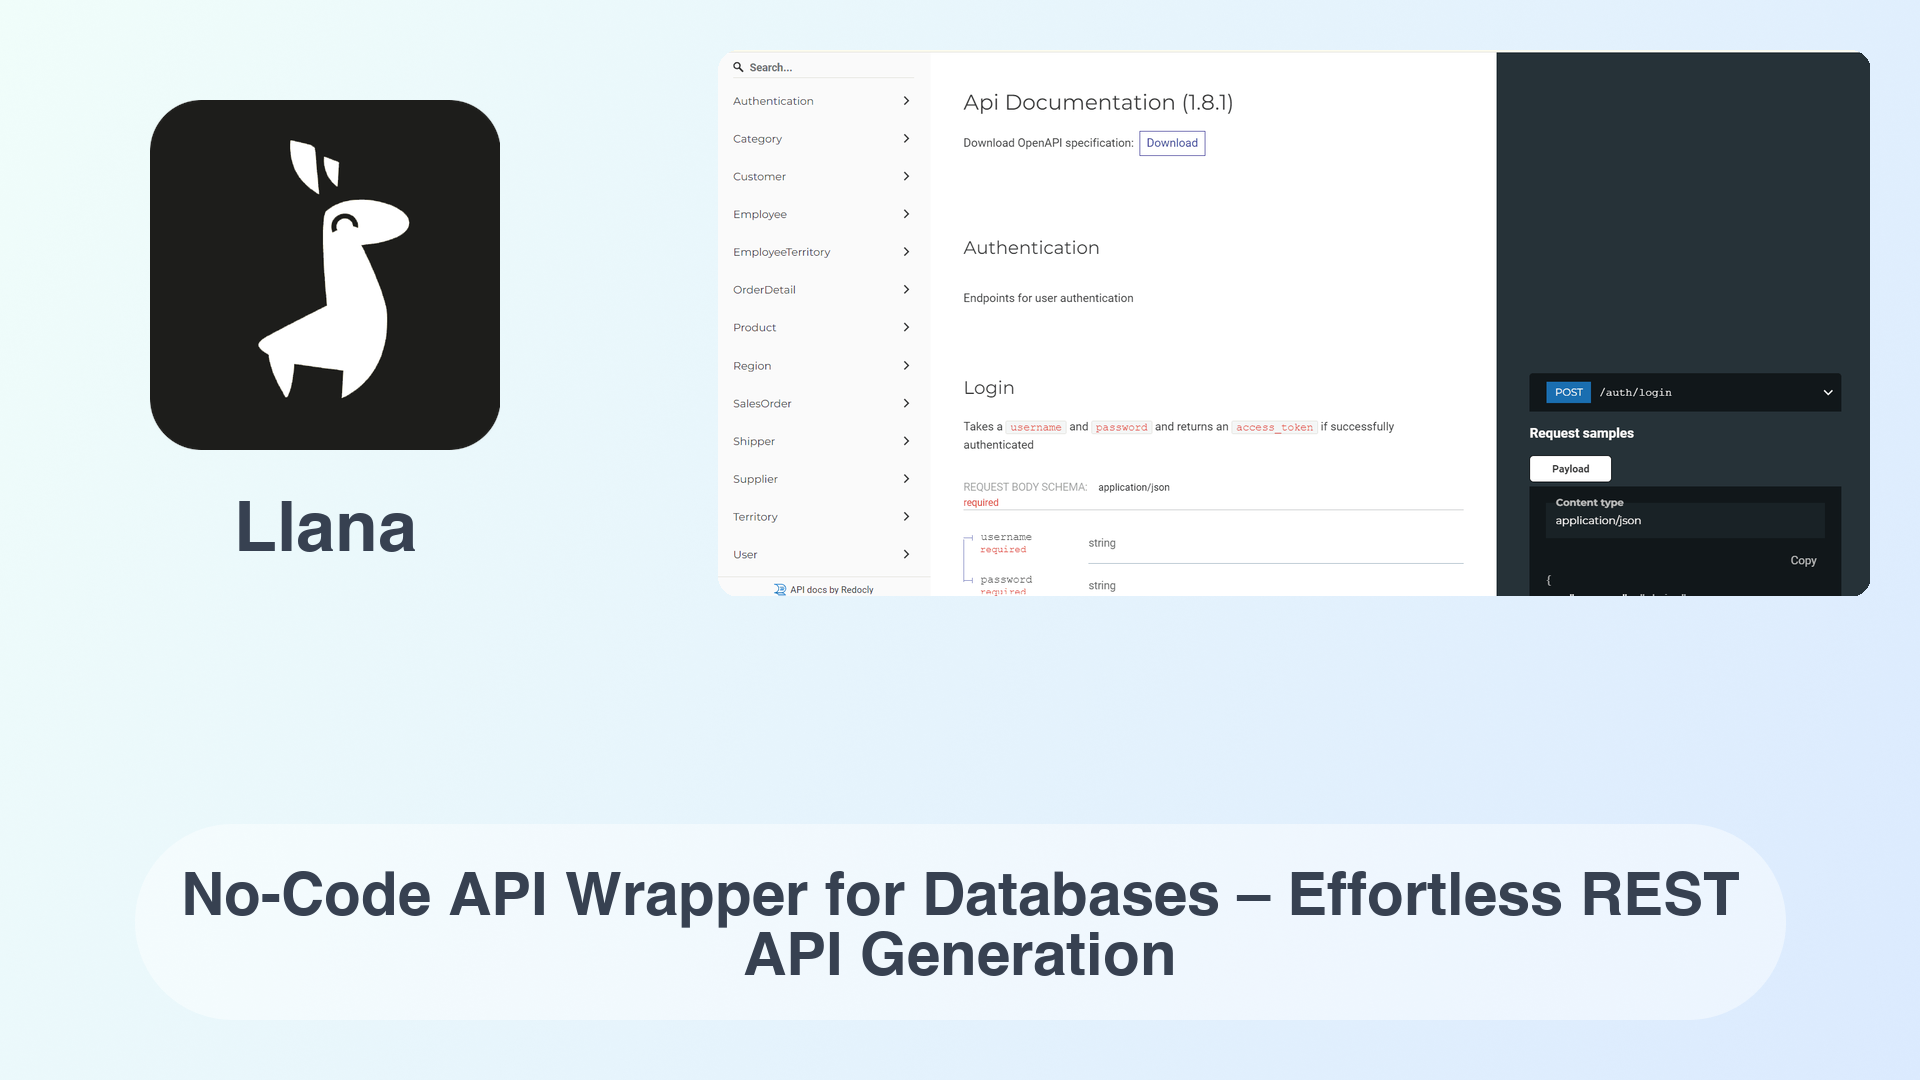 Llana
Search...
Authentication
Category
Customer
Employee
EmployeeTerritory
OrderDetail
Product
Region
SalesOrder
Shipper
Supplier
Territory
User
API docs by Redocly
Api Documentation (1.8.1)
Download OpenAPI specification: Download
Authentication
Endpoints for user authentication
Login
Takes a username and password and returns an access_token if successfully
authenticated
REQUEST BODY SCHEMA: application/json
required
username string
required
password string
required
POST /auth/login
Request samples
Payload
Content type
application/json
Copy
{
No-Code API Wrapper for Databases – Effortless REST
API Generation